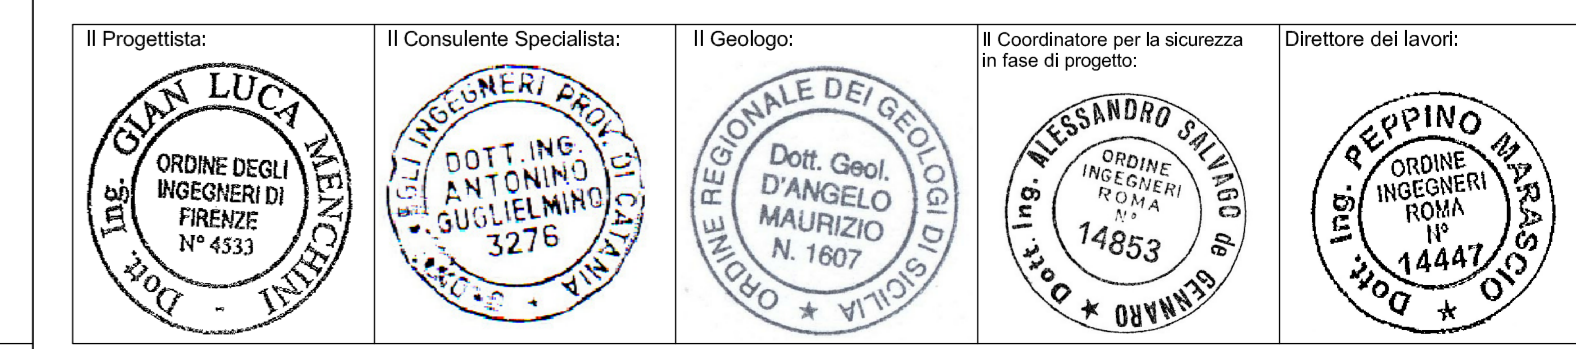 Il Progettista:
Dott. Ing. GIAN LUCA MENCHINI -
ORDINE DEGLI
INGEGNERI DI
FIRENZE
N° 4533
Il Consulente Specialista:
INGEGNERI PROV. DI CATANIA *
DOTT. ING.
ANTONINO
GUGLIELMINO
3276
Il Geologo:
ORDINE REGIONALE DEI GEOLOGI DI SICILIA ★
Dott. Geol.
D'ANGELO
MAURIZIO
N. 1607
Il Coordinatore per la sicurezza
in fase di progetto:
Dott. Ing. ALESSANDRO SALVAGO de GENNARO ★
ORDINE
INGEGNERI
ROMA
N°
14853
Direttore dei lavori:
Dott. Ing. PEPPINO MARASCIO ★
ORDINE
INGEGNERI
ROMA
N°
14447